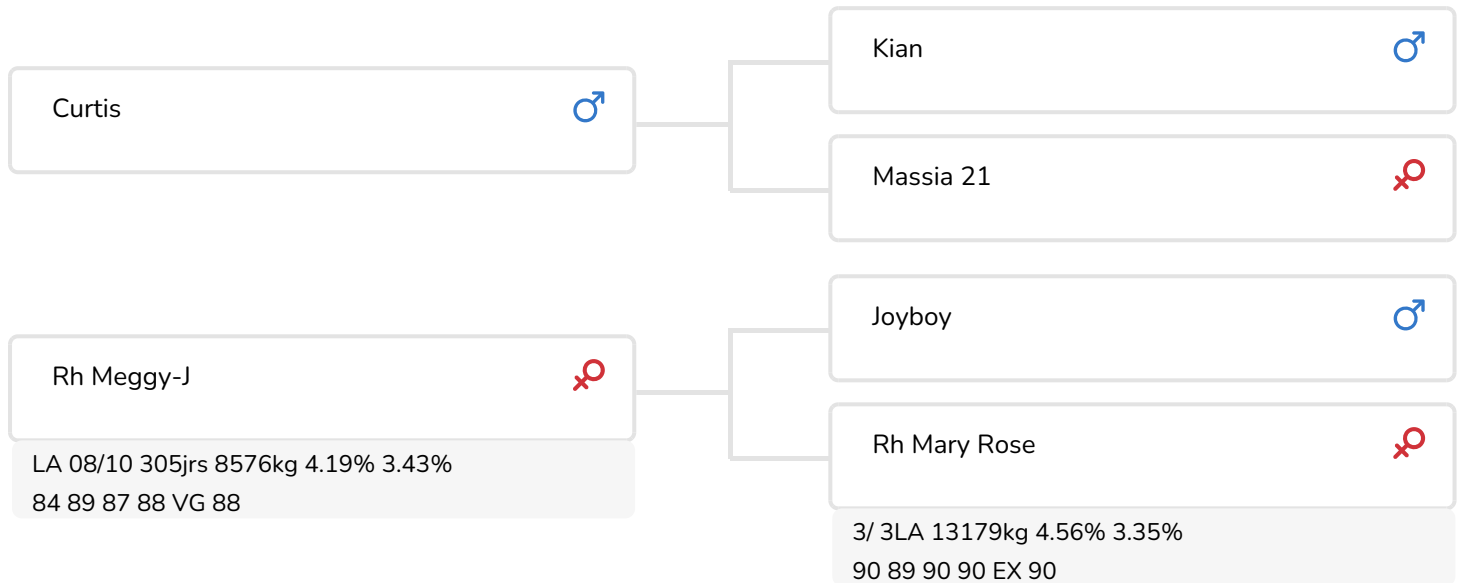 Curtis
Kian
Massia 21
Rh Meggy-J
LA 08/10 305jrs 8576kg 4.19% 3.43%
84 89 87 88 VG 88
Joyboy
Rh Mary Rose
3/ 3LA 13179kg 4.56% 3.35%
90 89 90 90 EX 90